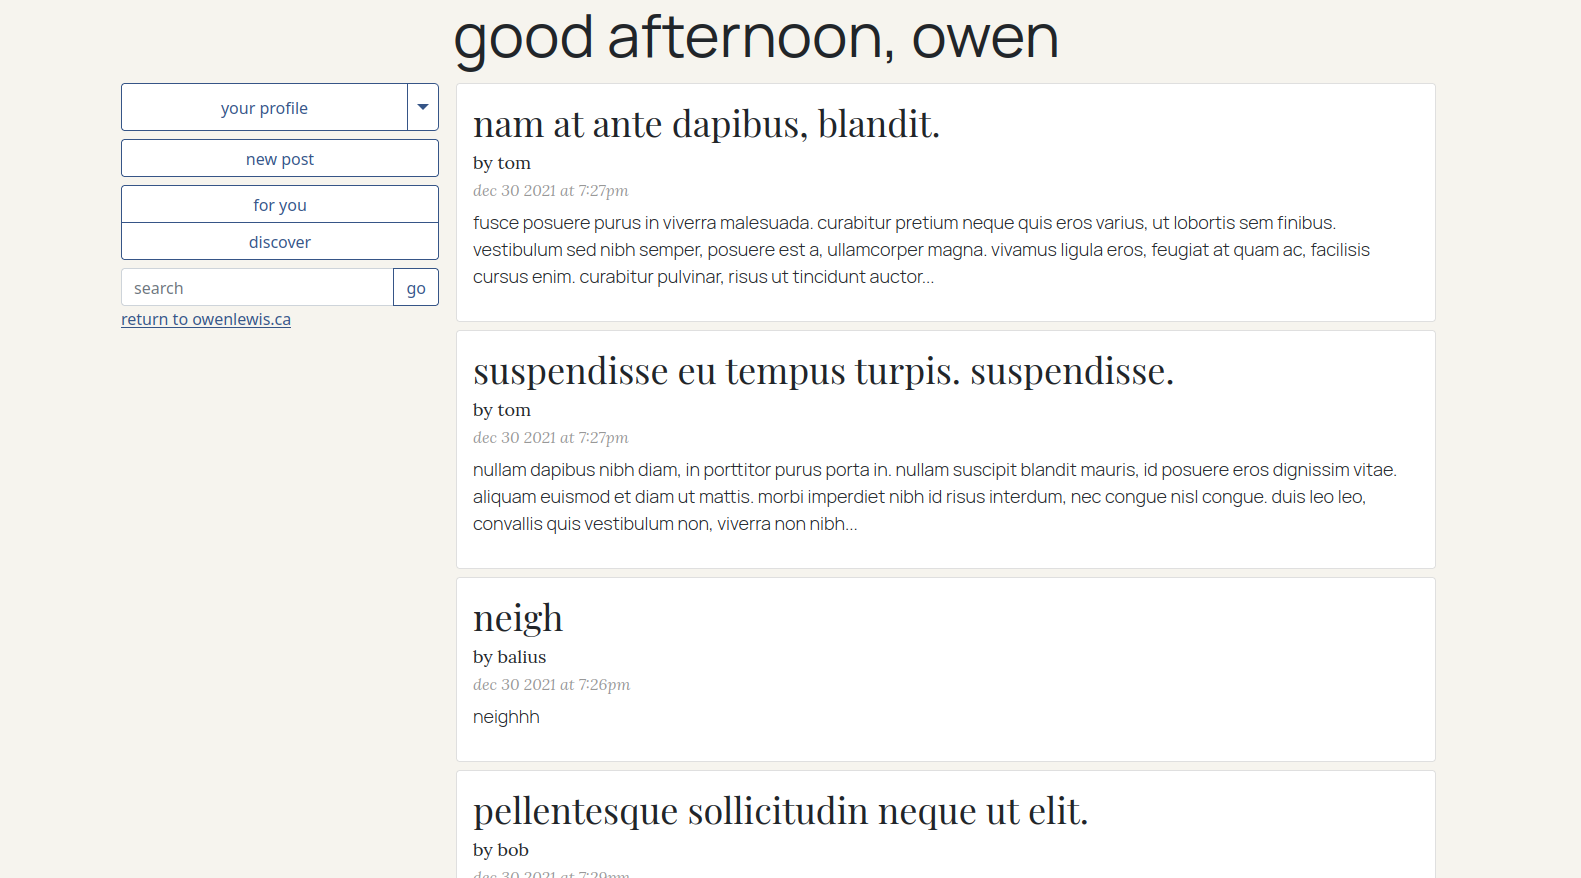 good afternoon, owen
your profile
new post
for you
discover
search
go
return to owenlewis.ca
nam at ante dapibus, blandit.
by tom
dec 30 2021 at 7:27pm
fusce posuere purus in viverra malesuada. curabitur pretium neque quis eros varius, ut lobortis sem finibus.
vestibulum sed nibh semper, posuere est a, ullamcorper magna. vivamus ligula eros, feugiat at quam ac, facilisis
cursus enim. curabitur pulvinar, risus ut tincidunt auctor...
suspendisse eu tempus turpis. suspendisse.
by tom
dec 30 2021 at 7:27pm
nullam dapibus nibh diam, in porttitor purus porta in. nullam suscipit blandit mauris, id posuere eros dignissim vitae.
aliquam euismod et diam ut mattis. morbi imperdiet nibh id risus interdum, nec congue nisl congue. duis leo leo,
convallis quis vestibulum non, viverra non nibh...
neigh
by balius
dec 30 2021 at 7:26pm
neighhh
pellentesque sollicitudin neque ut elit.
by bob
dec 30 2021 at 7:29pm